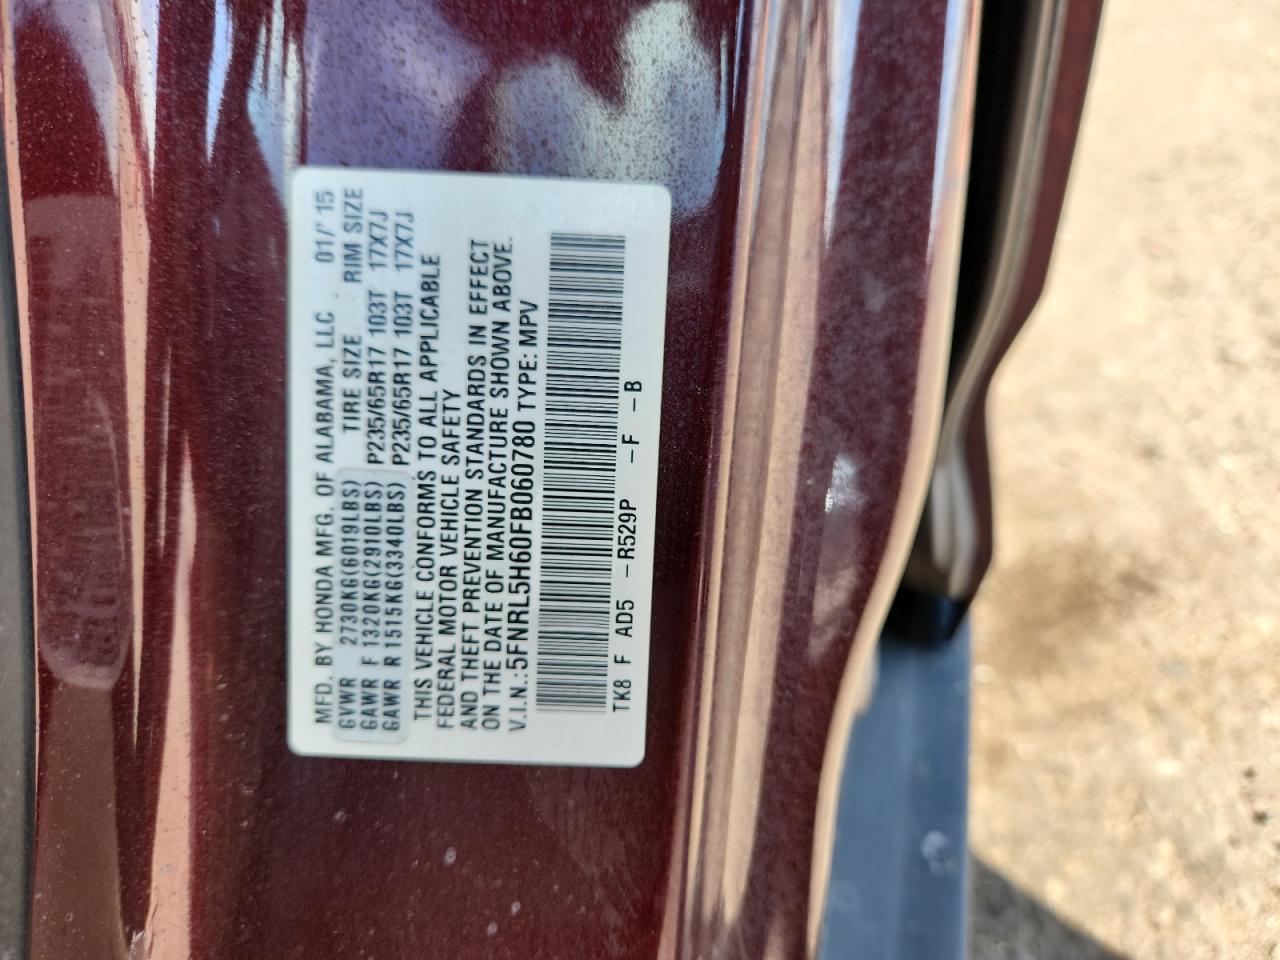 MFD. BY HONDA MFG. OF ALABAMA, LLC . 01/'15
GVWR 2730KG(6019LBS) TIRE SIZE RIM SIZE
GAWR F 1320KG(2910LBS) P235/65R17 103T 17X7J
GAWR R 1515KG(3340LBS) P235/65R17 103T 17X7J
THIS VEHICLE CONFORMS TO ALL APPLICABLE
FEDERAL MOTOR VEHICLE SAFETY
AND THEFT PREVENTION STANDARDS IN EFFECT
ON THE DATE OF MANUFACTURE SHOWN ABOVE.
V.I.N.:5FNRL5H60FB060780 TYPE: MPV
TK8 F AD5 -R529P -F -B